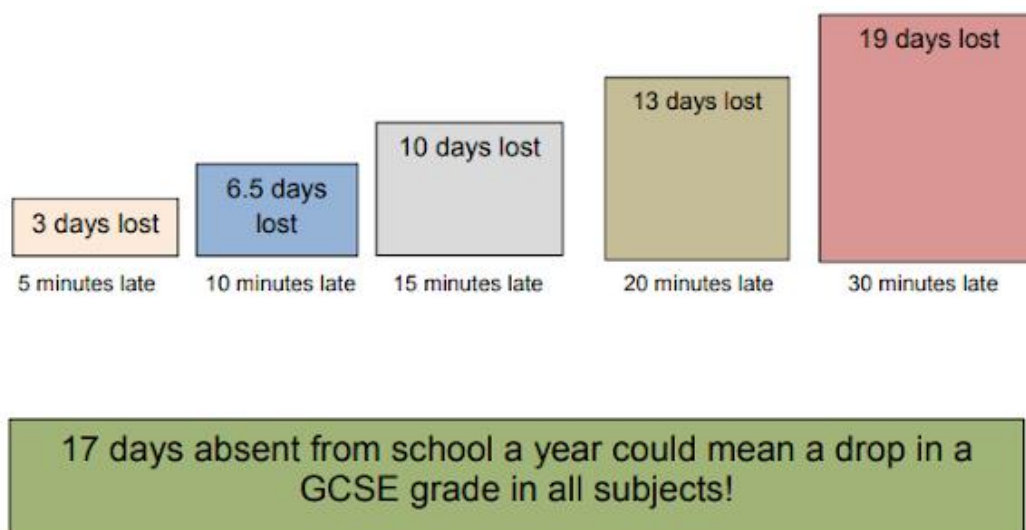 3 days lost
5 minutes late
6.5 days
lost
10 minutes late
10 days lost
15 minutes late
13 days lost
20 minutes late
19 days lost
30 minutes late
17 days absent from school a year could mean a drop in a
GCSE grade in all subjects!